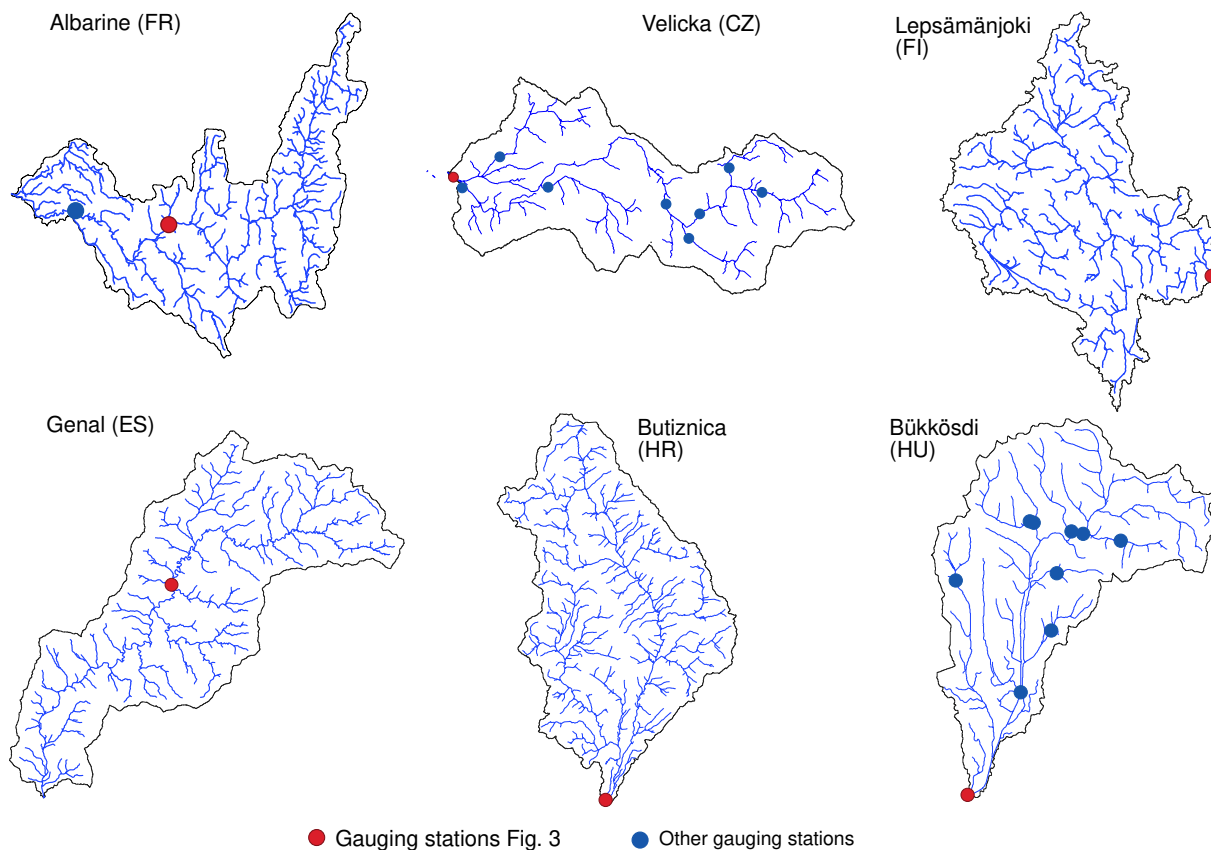 Albarine (FR)
Velicka (CZ)
Lepsämänjoki
(FI)
Genal (ES)
Butiznica
(HR)
Bükkösdi
(HU)
Gauging stations Fig. 3
Other gauging stations